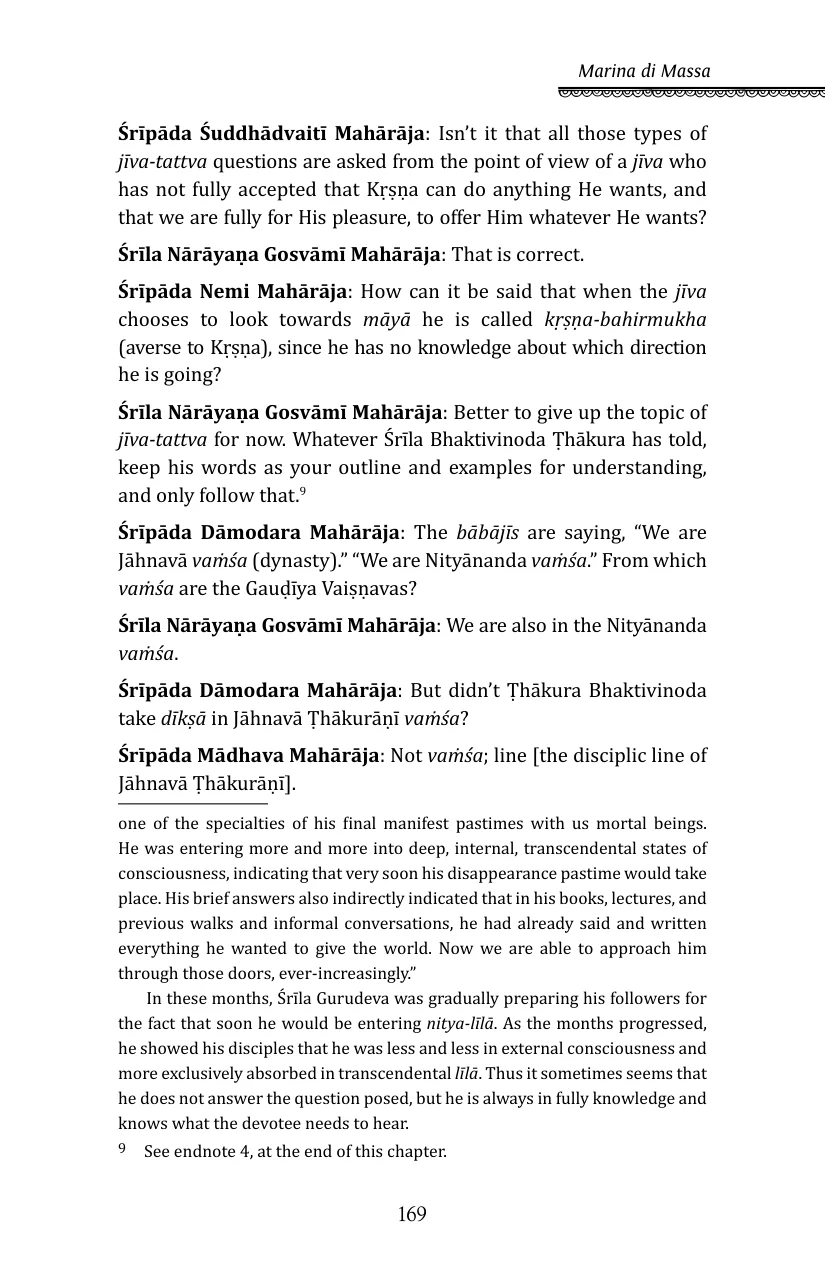 Marina di Massa
Śrīpāda Śuddhādvaitī Mahārāja: Isn’t it that all those types of
jīva-tattva questions are asked from the point of view of a jīva who
has not fully accepted that Kṛṣṇa can do anything He wants, and
that we are fully for His pleasure, to offer Him whatever He wants?
Śrīla Nārāyaṇa Gosvāmī Mahārāja: That is correct.
Śrīpāda Nemi Mahārāja: How can it be said that when the jīva
chooses to look towards māyā he is called kṛṣṇa-bahirmukha
(averse to Kṛṣṇa), since he has no knowledge about which direction
he is going?
Śrīla Nārāyaṇa Gosvāmī Mahārāja: Better to give up the topic of
jīva-tattva for now. Whatever Śrīla Bhaktivinoda Ṭhākura has told,
keep his words as your outline and examples for understanding,
and only follow that.9
Śrīpāda Dāmodara Mahārāja: The bābājīs are saying, “We are
Jāhnavā vaṁśa (dynasty).” “We are Nityānanda vaṁśa.” From which
vaṁśa are the Gauḍīya Vaiṣṇavas?
Śrīla Nārāyaṇa Gosvāmī Mahārāja: We are also in the Nityānanda
vaṁśa.
Śrīpāda Dāmodara Mahārāja: But didn’t Ṭhākura Bhaktivinoda
take dīkṣā in Jāhnavā Ṭhākurāṇī vaṁśa?
Śrīpāda Mādhava Mahārāja: Not vaṁśa; line [the disciplic line of
Jāhnavā Ṭhākurāṇī].
one of the specialties of his final manifest pastimes with us mortal beings.
He was entering more and more into deep, internal, transcendental states of
consciousness, indicating that very soon his disappearance pastime would take
place. His brief answers also indirectly indicated that in his books, lectures, and
previous walks and informal conversations, he had already said and written
everything he wanted to give the world. Now we are able to approach him
through those doors, ever-increasingly.”
In these months, Śrīla Gurudeva was gradually preparing his followers for
the fact that soon he would be entering nitya-līlā. As the months progressed,
he showed his disciples that he was less and less in external consciousness and
more exclusively absorbed in transcendental līlā. Thus it sometimes seems that
he does not answer the question posed, but he is always in fully knowledge and
knows what the devotee needs to hear.
9 See endnote 4, at the end of this chapter.
169